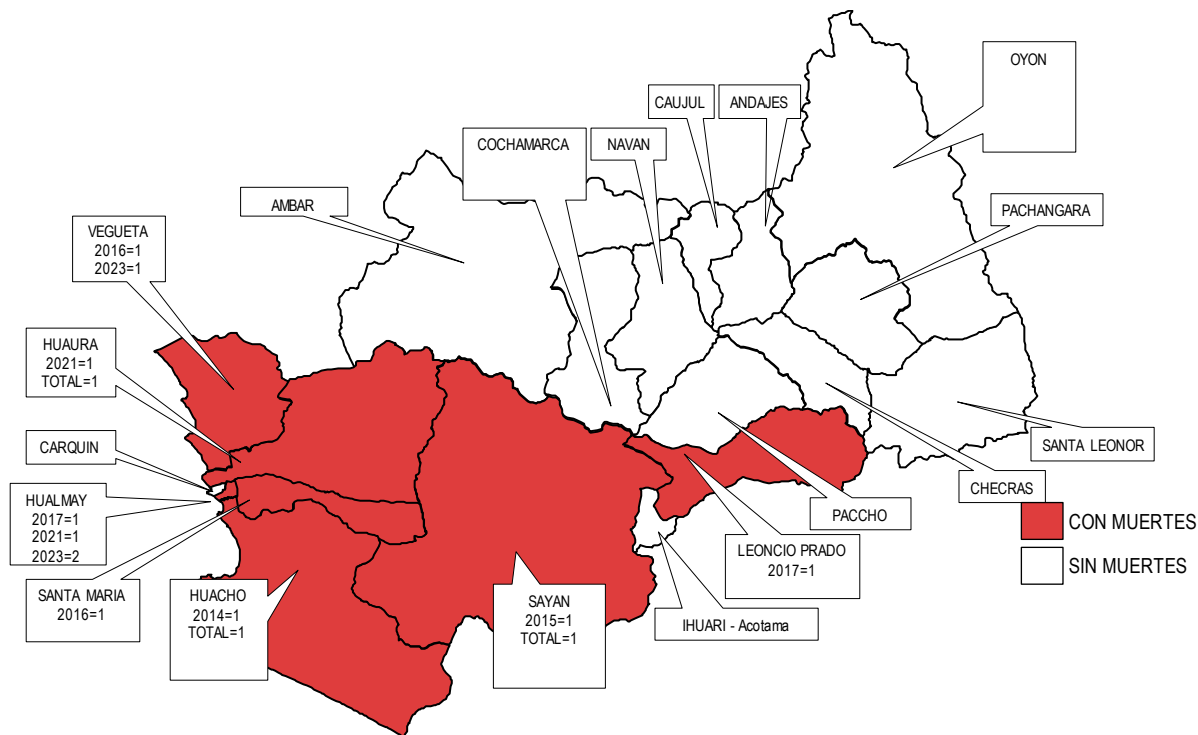 OYON
CAUJUL
ANDAJES
COCHAMARCA
NAVAN
AMBAR
PACHANGARA
VEGUETA
2016=1
2023=1
HUAURA
2021=1
TOTAL=1
CARQUIN
HUALMAY
2017=1
2021=1
2023=2
SANTA MARIA
2016=1
HUACHO
2014=1
TOTAL=1
SAYAN
2015=1
TOTAL=1
LEONCIO PRADO
2017=1
IHUARI - Acotama
PACCHO
CHECRAS
SANTA LEONOR
CON MUERTES
SIN MUERTES